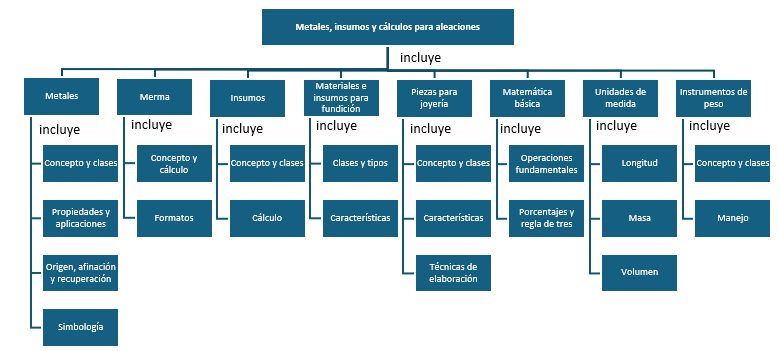 Metales, insumos y cálculos para aleaciones
incluye
Metales
Merma
Insumos
Materiales e
insumos para
fundición
Piezas para
joyería
Matemática
básica
Unidades de
medida
Instrumentos de
peso
incluye
incluye
incluye
incluye
incluye
incluye
incluye
incluye
Concepto y clases
Concepto y
cálculo
Concepto y clases
Clases y tipos
Concepto y clases
Operaciones
fundamentales
Longitud
Concepto y clases
Propiedades y
aplicaciones
Formatos
Cálculo
Características
Características
Porcentajes y
regla de tres
Masa
Manejo
Origen, afinación
y recuperación
Técnicas de
elaboración
Volumen
Simbología